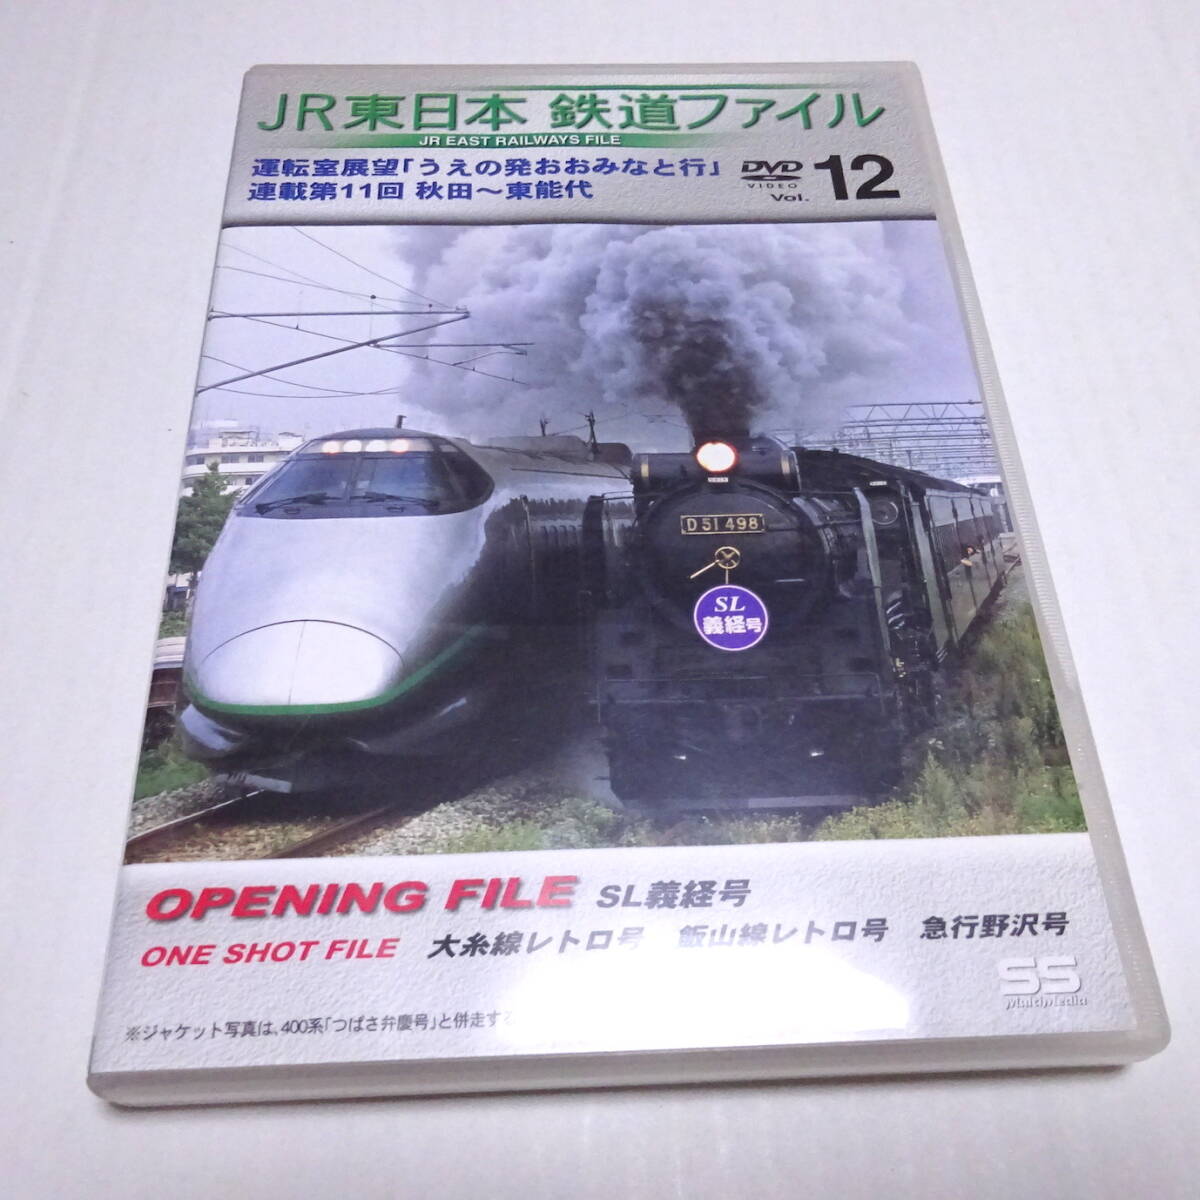 JR東日本 鉄道ファイル
JR EAST RAILWAYS FILE
運転室展望「うえの発おおみなと行」
連載第11回 秋田～東能代
DVD
VIDEO
Vol. 12
D51 498
SL
義経号
OPENING FILE SL義経号
ONE SHOT FILE 大糸線レトロ号 飯山線レトロ号 急行野沢号
SS
MultiMedia
※ジャケット写真は、400系「つばさ弁慶号」と併走する